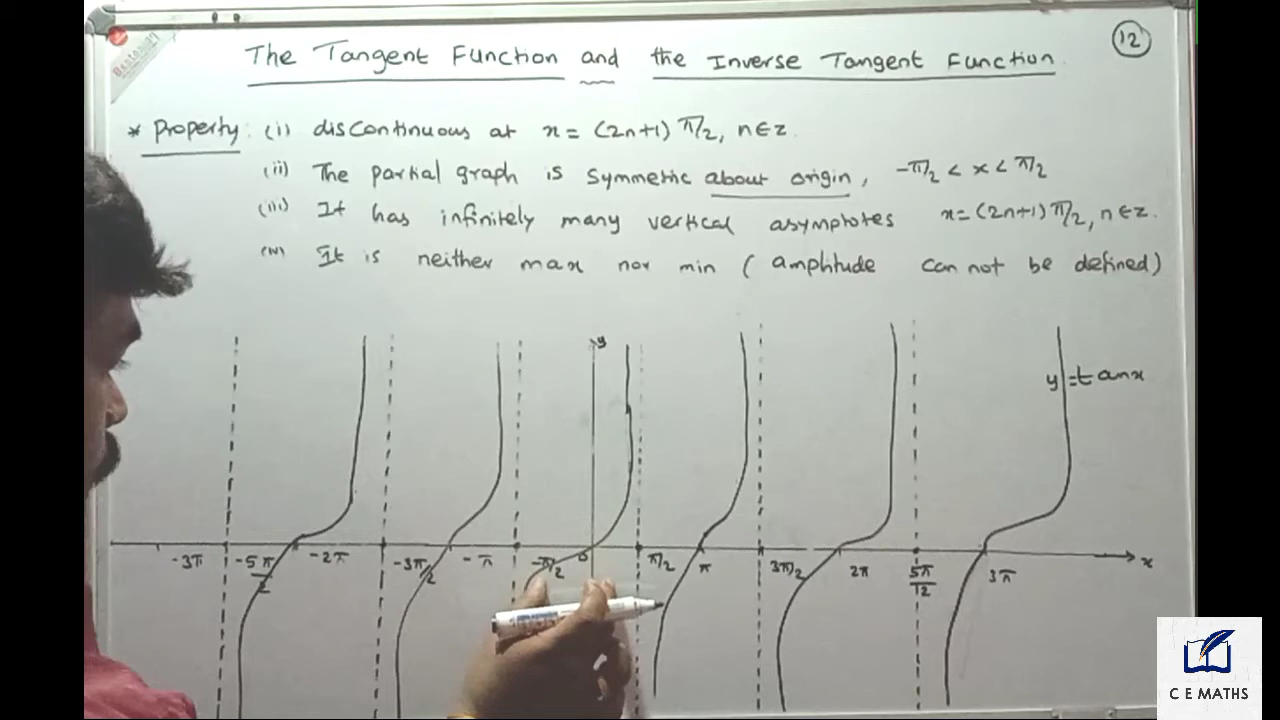 12
The Tangent Function and the Inverse Tangent Function
* Property: (i) discontinuous at x = (2n+1) π/2, n∈z.
(ii) The partial graph is symmetric about origin, -π/2 < x < π/2
(iii) It has infinitely many vertical asymptotes x=(2n+1)π/2, n∈z.
(iv) It is neither max nor min ( amplitude can not be defined)
y
y=tanx
-3π -5π/2 -2π -3π/2 -π -π/2 0 π/2 π 3π/2 2π 5π/12 3π x
C E MATHS